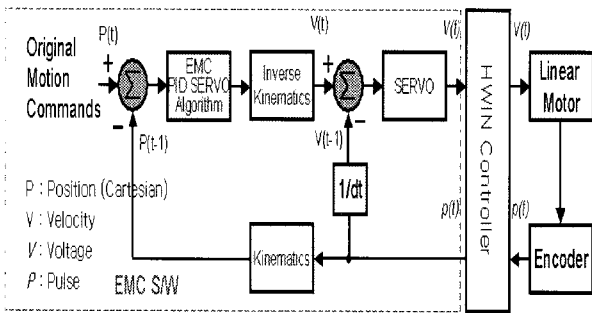 P(t)
V(t)
Original
Motion
Commands
+
−
Σ
EMC
PID SERVO
Algorithm
Inverse
Kinematics
+
−
Σ
SERVO
V(t)
HWIN Controller
V(t)
Linear
Motor
P(t-1)
V(t-1)
1/dt
P : Position (Cartesian)
V : Velocity
V : Voltage
P : Pulse
EMC S/W
Kinematics
p(t)
p(t)
Encoder